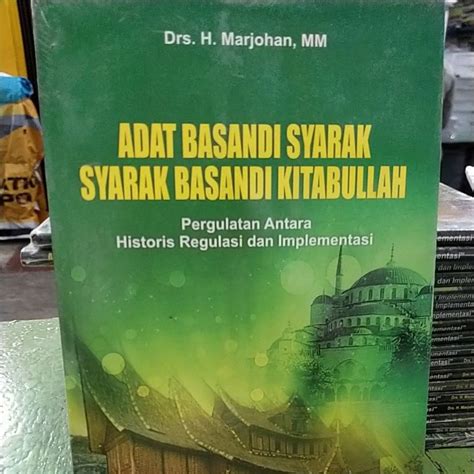 Drs. H. Marjohan, MM
ADAT BASANDI SYARAK
SYARAK BASANDI KITABULLAH
Pergulatan Antara
Historis Regulasi dan Implementasi